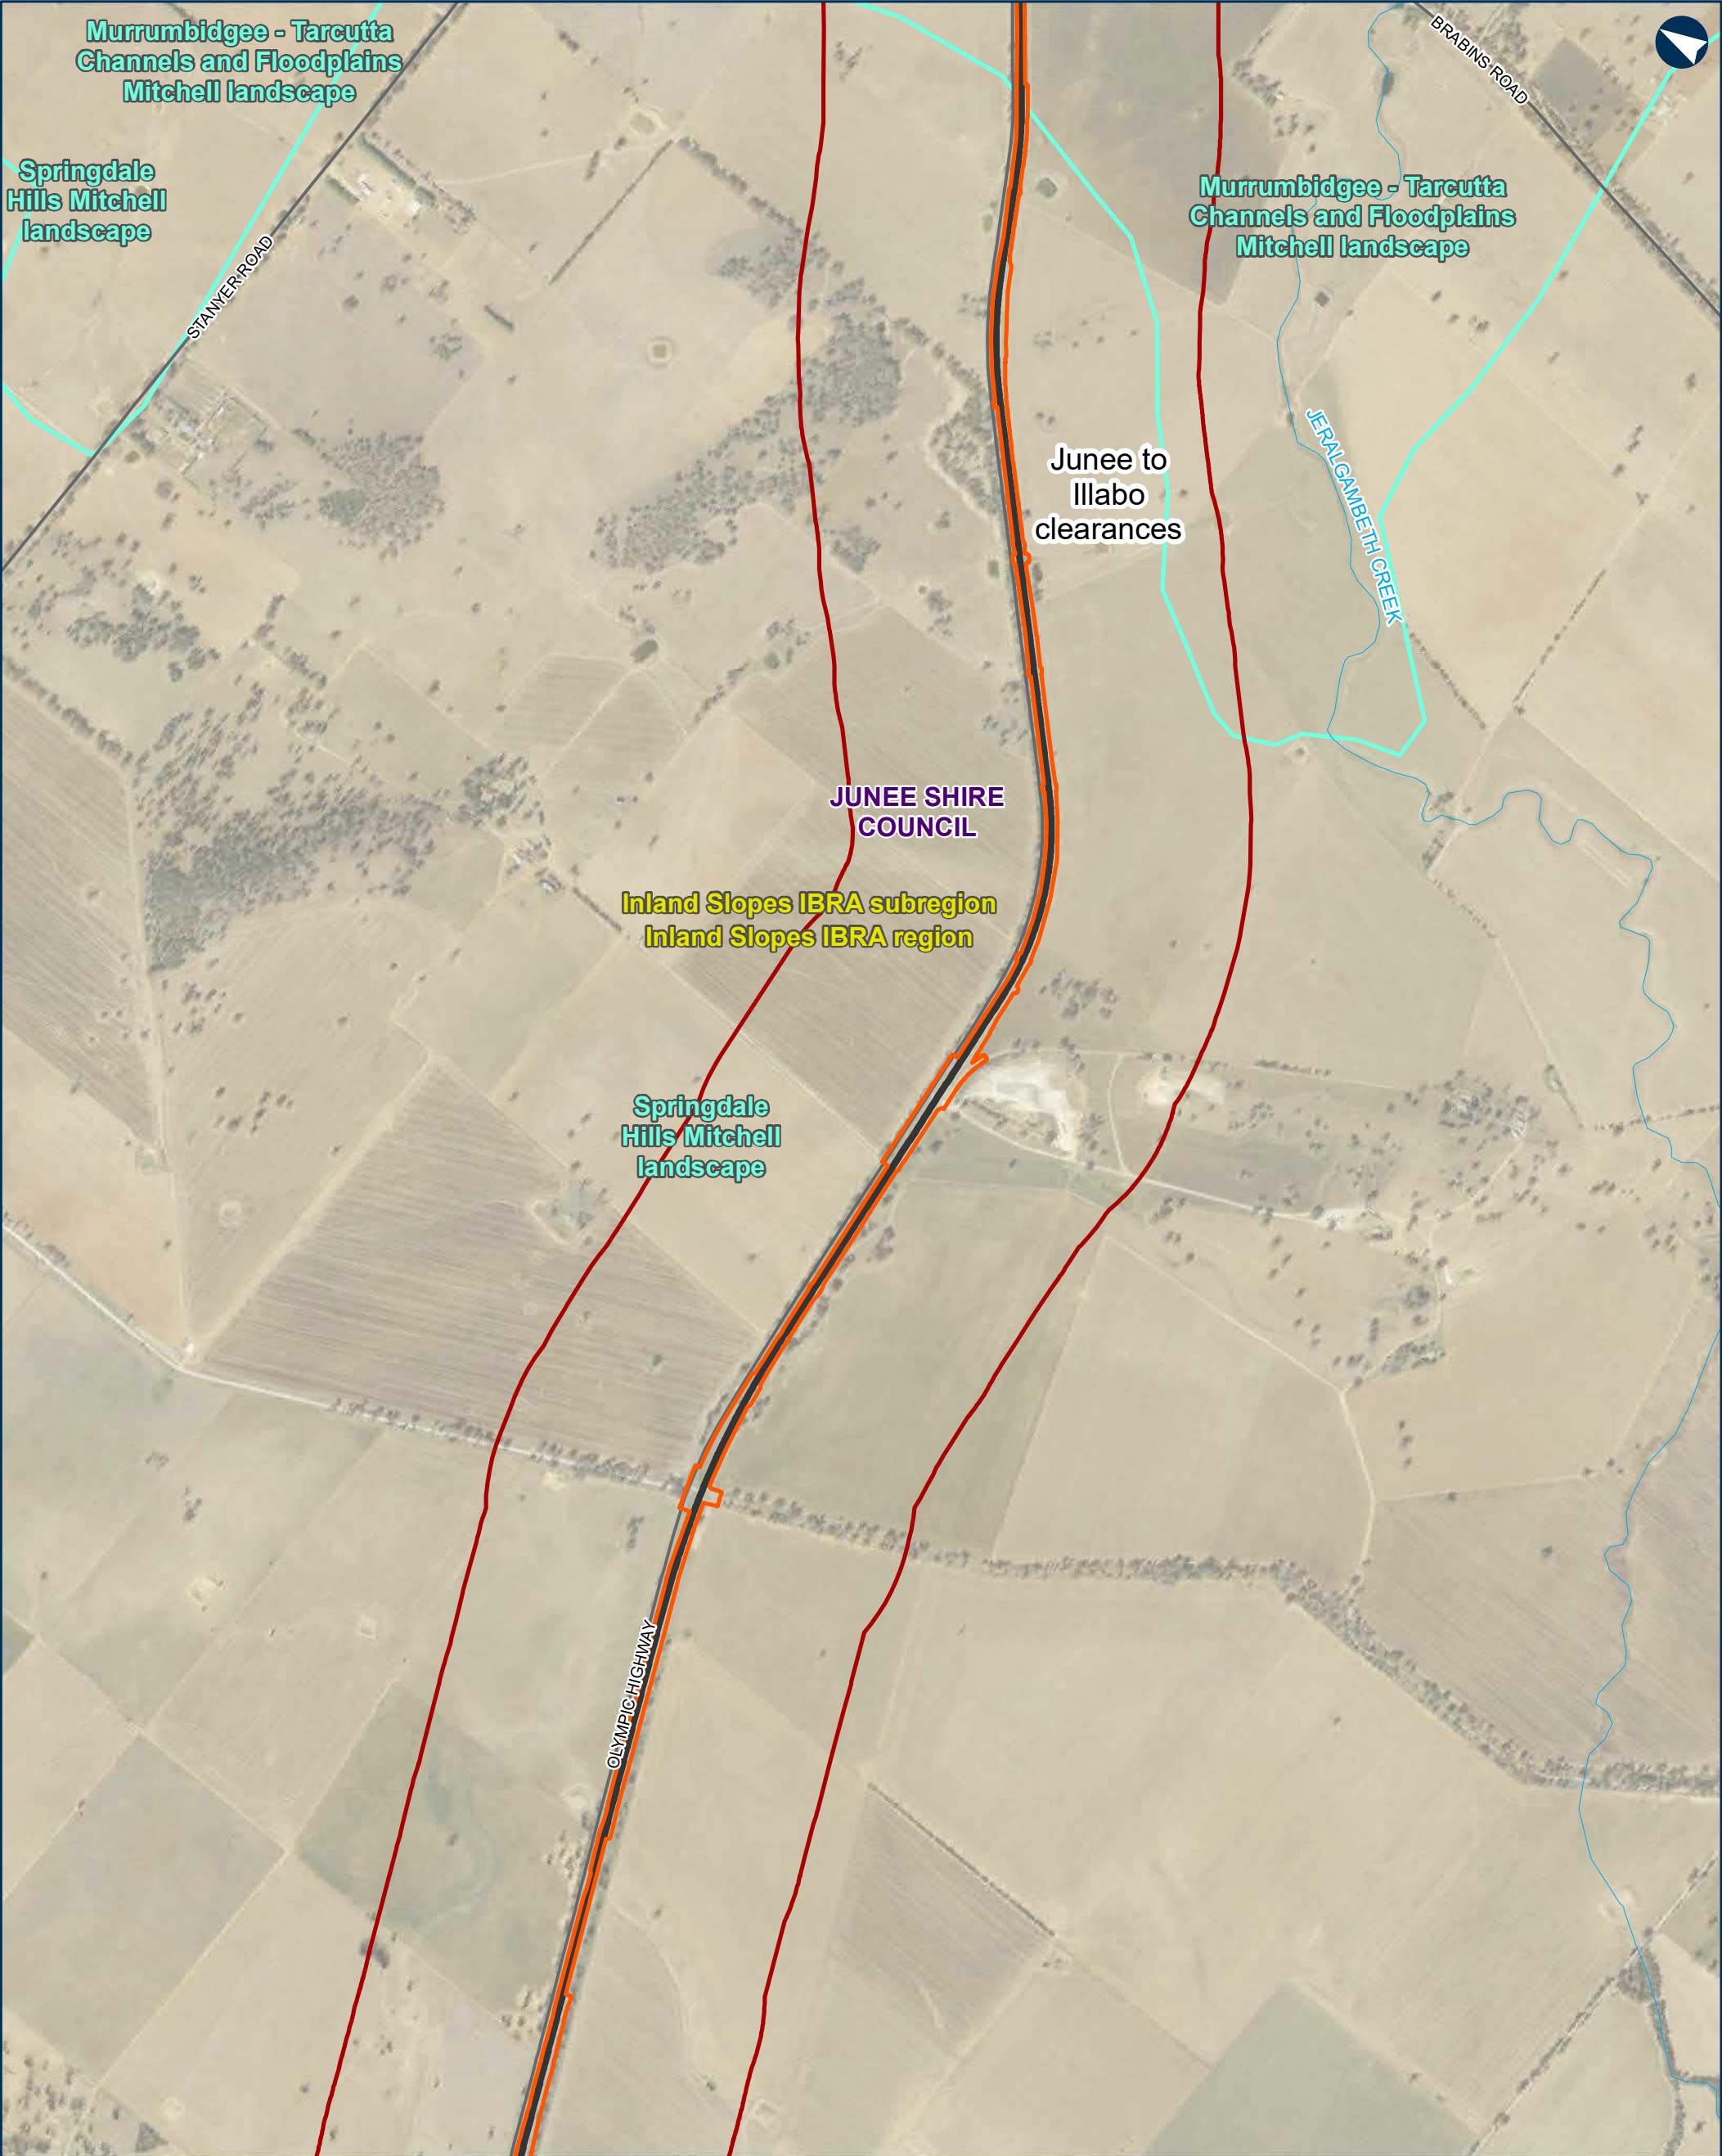 Murrumbidgee - Tarcutta
Channels and Floodplains
Mitchell landscape
BRABINS ROAD
Springdale
Hills Mitchell
landscape
Murrumbidgee - Tarcutta
Channels and Floodplains
Mitchell landscape
STANYER ROAD
JERALGAMBETH CREEK
Junee to
Illabo
clearances
JUNEE SHIRE
COUNCIL
Inland Slopes IBRA subregion
Inland Slopes IBRA region
Springdale
Hills Mitchell
landscape
OLYMPIC HIGHWAY